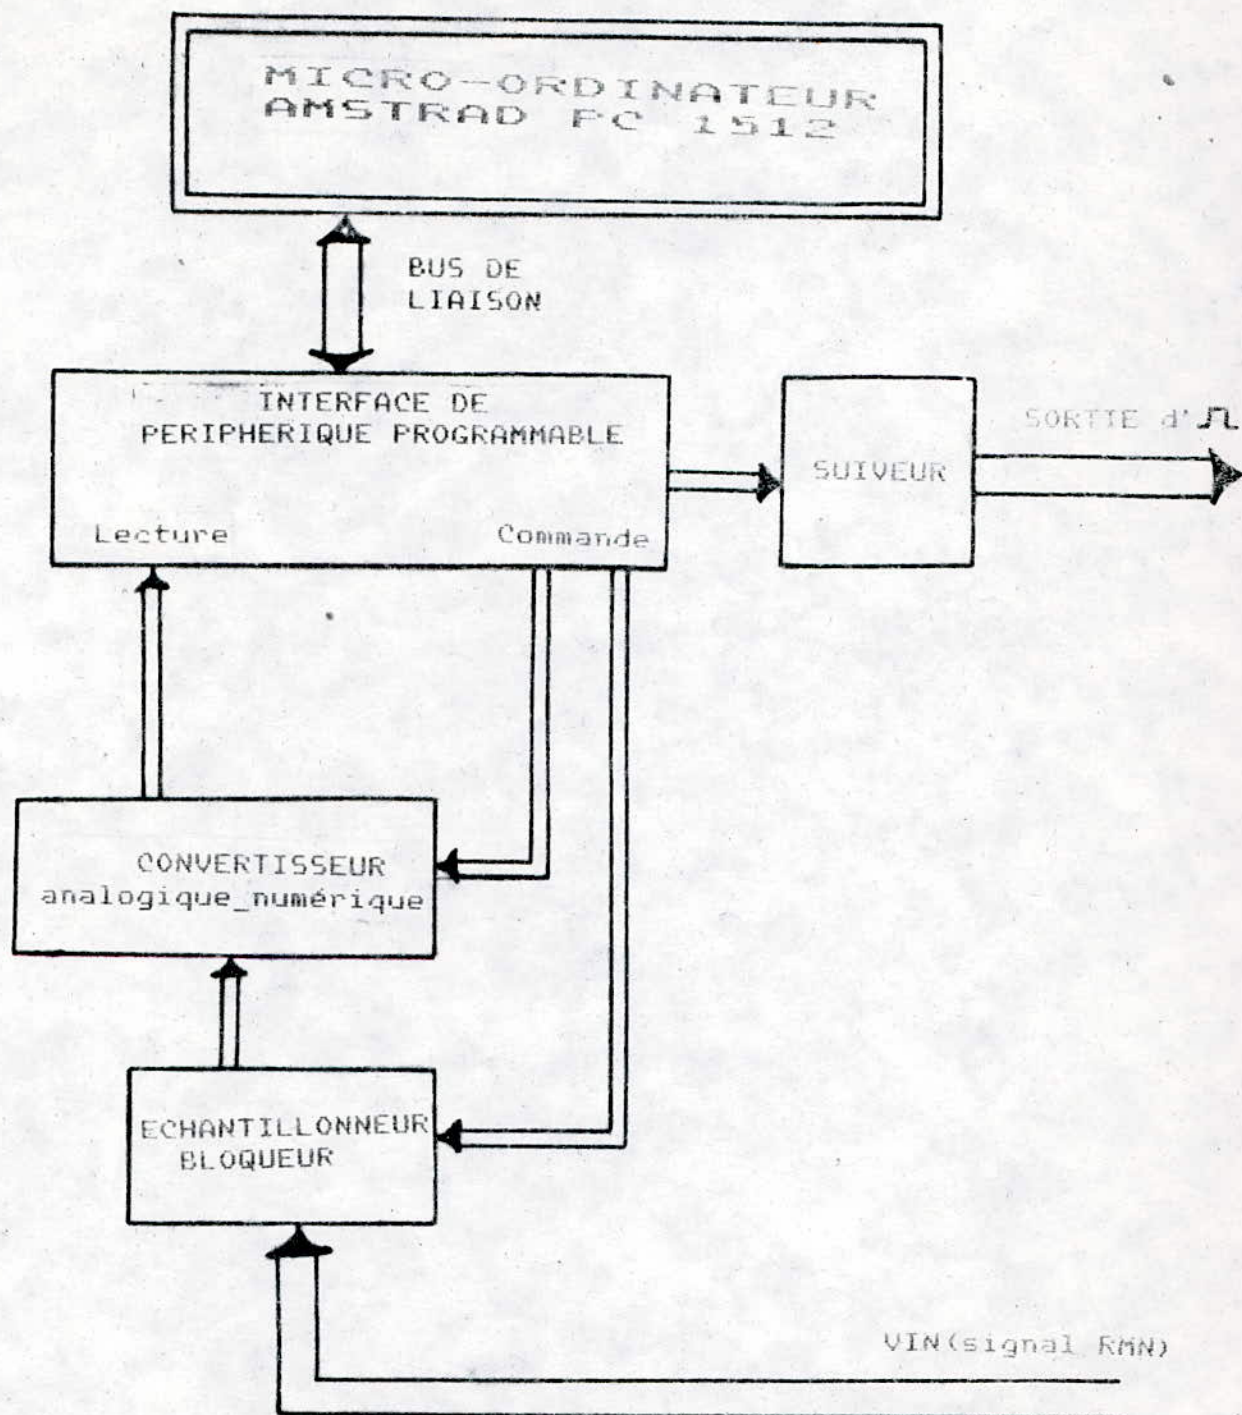 MICRO-ORDINATEUR
AMSTRAD PC 1512
BUS DE
LIAISON
INTERFACE DE
PERIPHERIQUE PROGRAMMABLE
Lecture
Commande
SUIVEUR
SORTIE d'
CONVERTISSEUR
analogique_numérique
ECHANTILLONNEUR
BLOQUEUR
VIN(signal RMN)